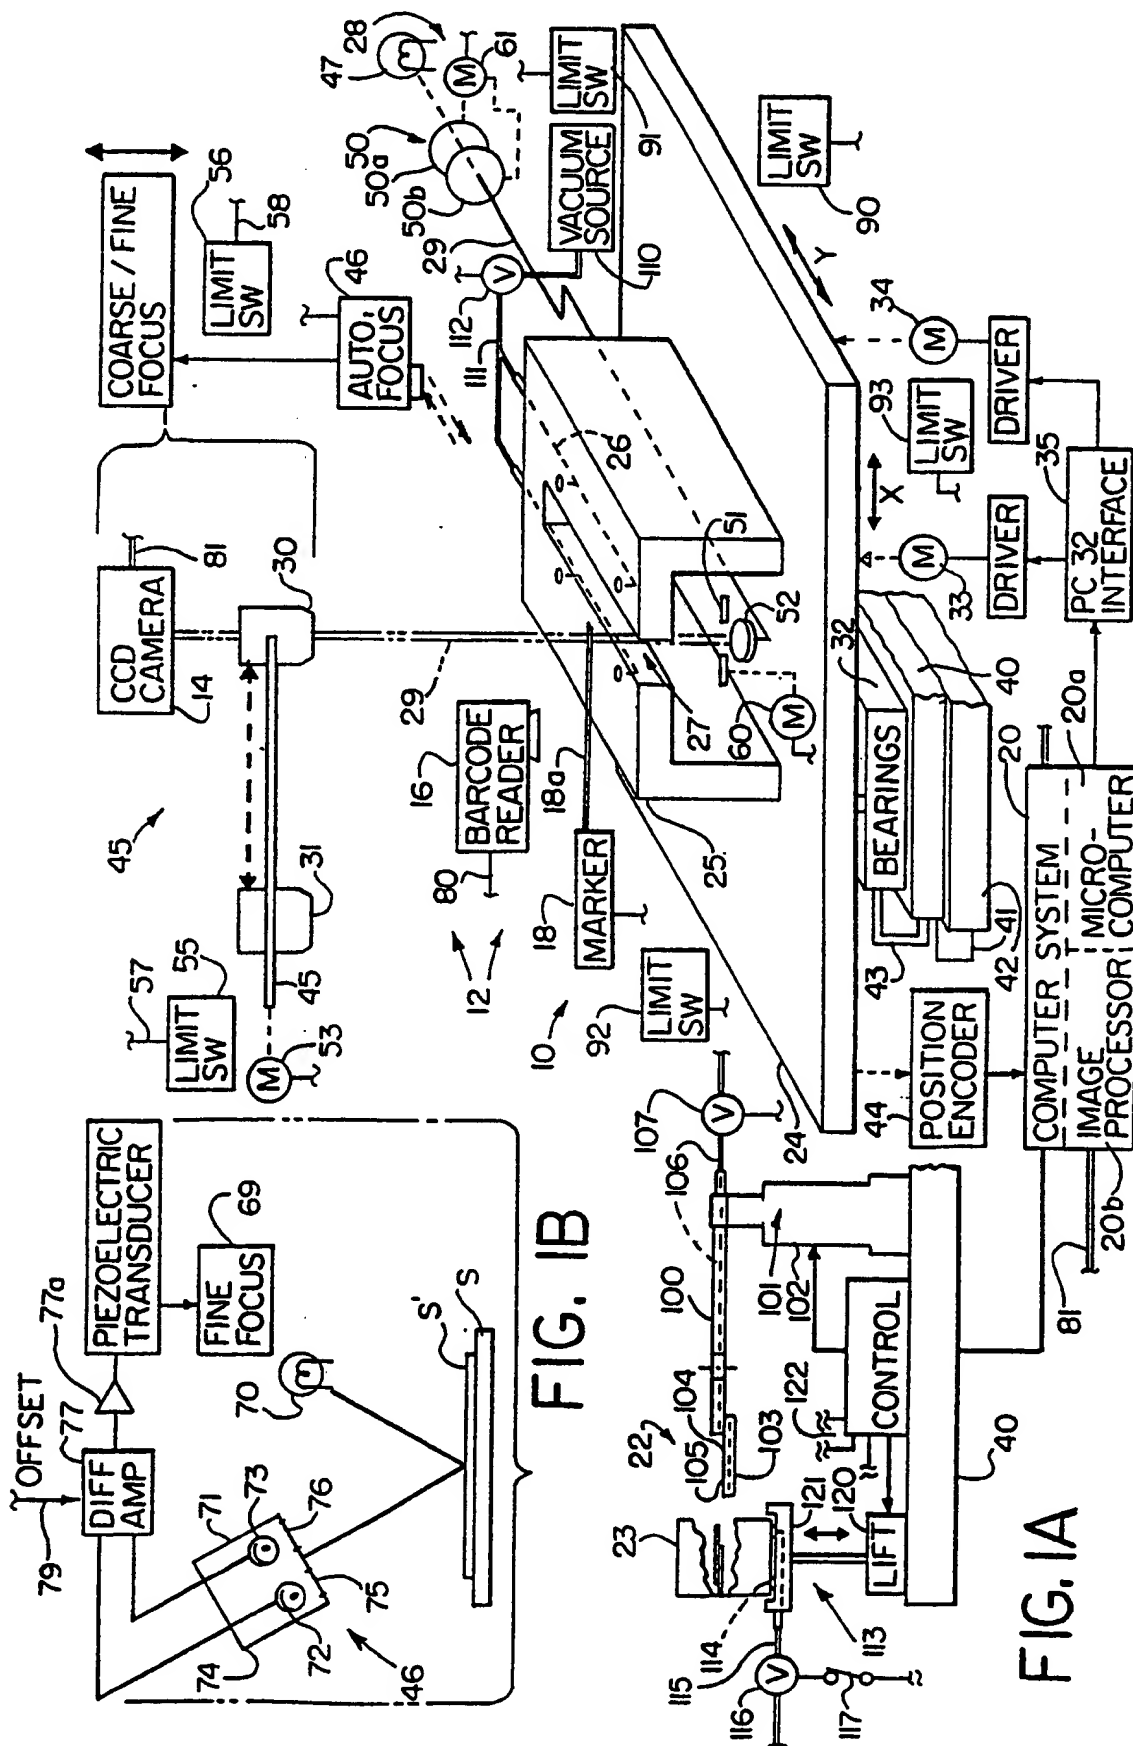 45
57
55
LIMIT
SW
M
53
45
31
14
CCD
CAMERA
81
30
COARSE / FINE
FOCUS
56
LIMIT
SW
58
46
AUTO,
FOCUS
29
12
80
16
BARCODE
READER
18a
18
MARKER
10
92
LIMIT
SW
47
28
M
61
50
50a
50b
29
112
V
111
VACUUM
SOURCE
110
LIMIT
SW
91
LIMIT
SW
90
Y
26
51
52
27
60
M
25
24
X
34
M
93
LIMIT
SW
DRIVER
M
33
DRIVER
35
PC 32
INTERFACE
32
BEARINGS
40
43
41
42
44
POSITION
ENCODER
20
20a
COMPUTER SYSTEM
IMAGE
PROCESSOR
MICRO-
COMPUTER
20b
81
OFFSET
79
77
DIFF
AMP
77a
PIEZOELECTRIC
TRANSDUCER
69
FINE
FOCUS
70
71
73
76
74
72
75
146
S'
S
FIG. 1B
107
V
106
100
101
102
104
105
103
22
122
CONTROL
23
121
120
LIFT
40
114
113
115
V
116
117
FIG. 1A